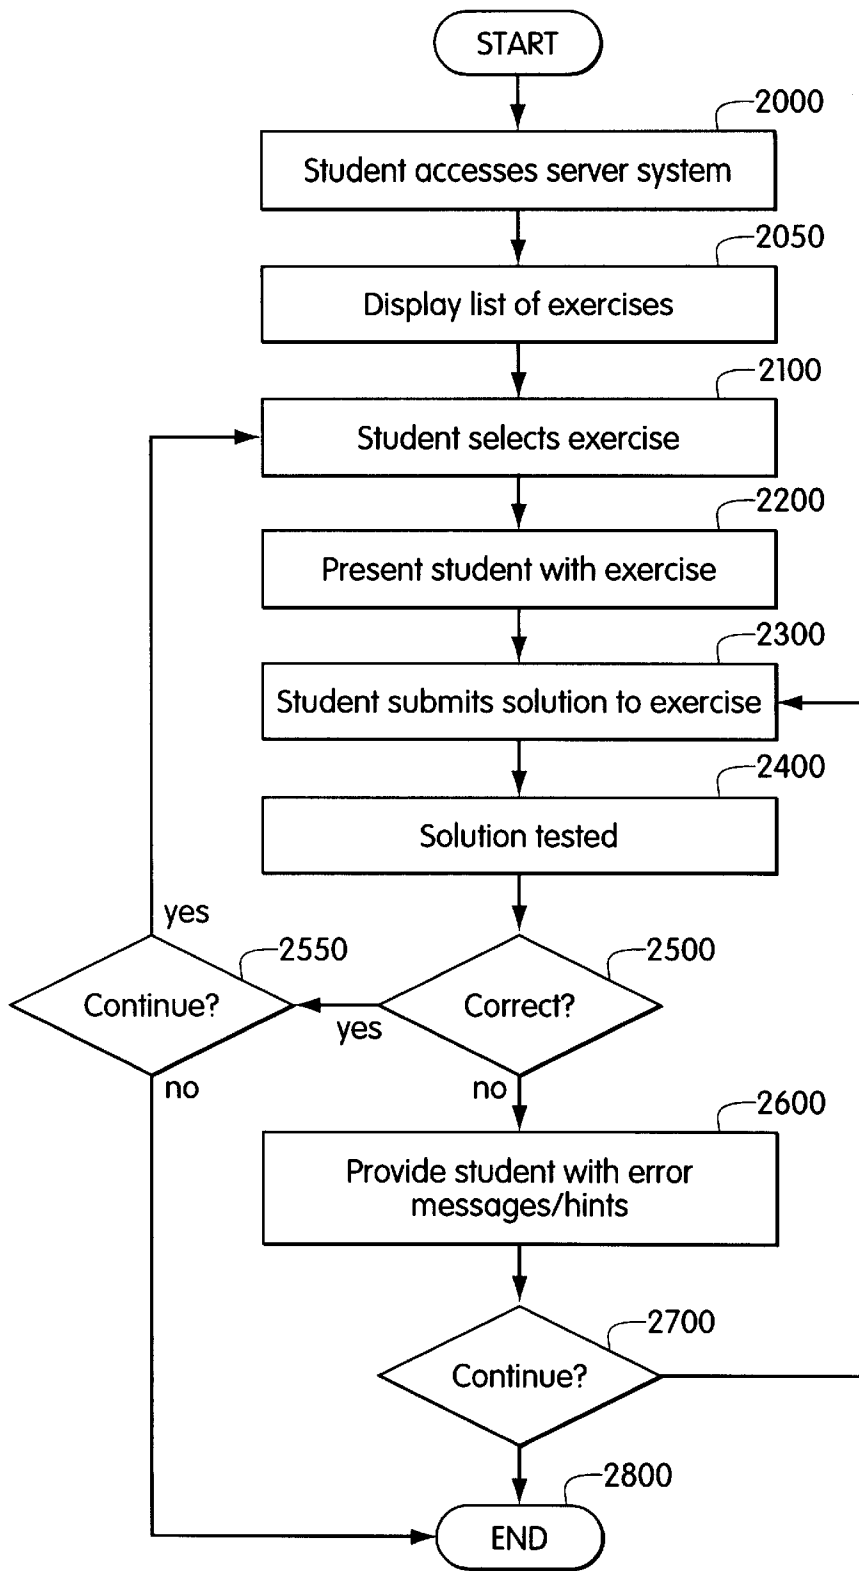 START
2000
Student accesses server system
2050
Display list of exercises
2100
Student selects exercise
2200
Present student with exercise
2300
Student submits solution to exercise
2400
Solution tested
yes
2550
2500
Continue?
Correct?
yes
no
no
2600
Provide student with error
messages/hints
2700
Continue?
2800
END